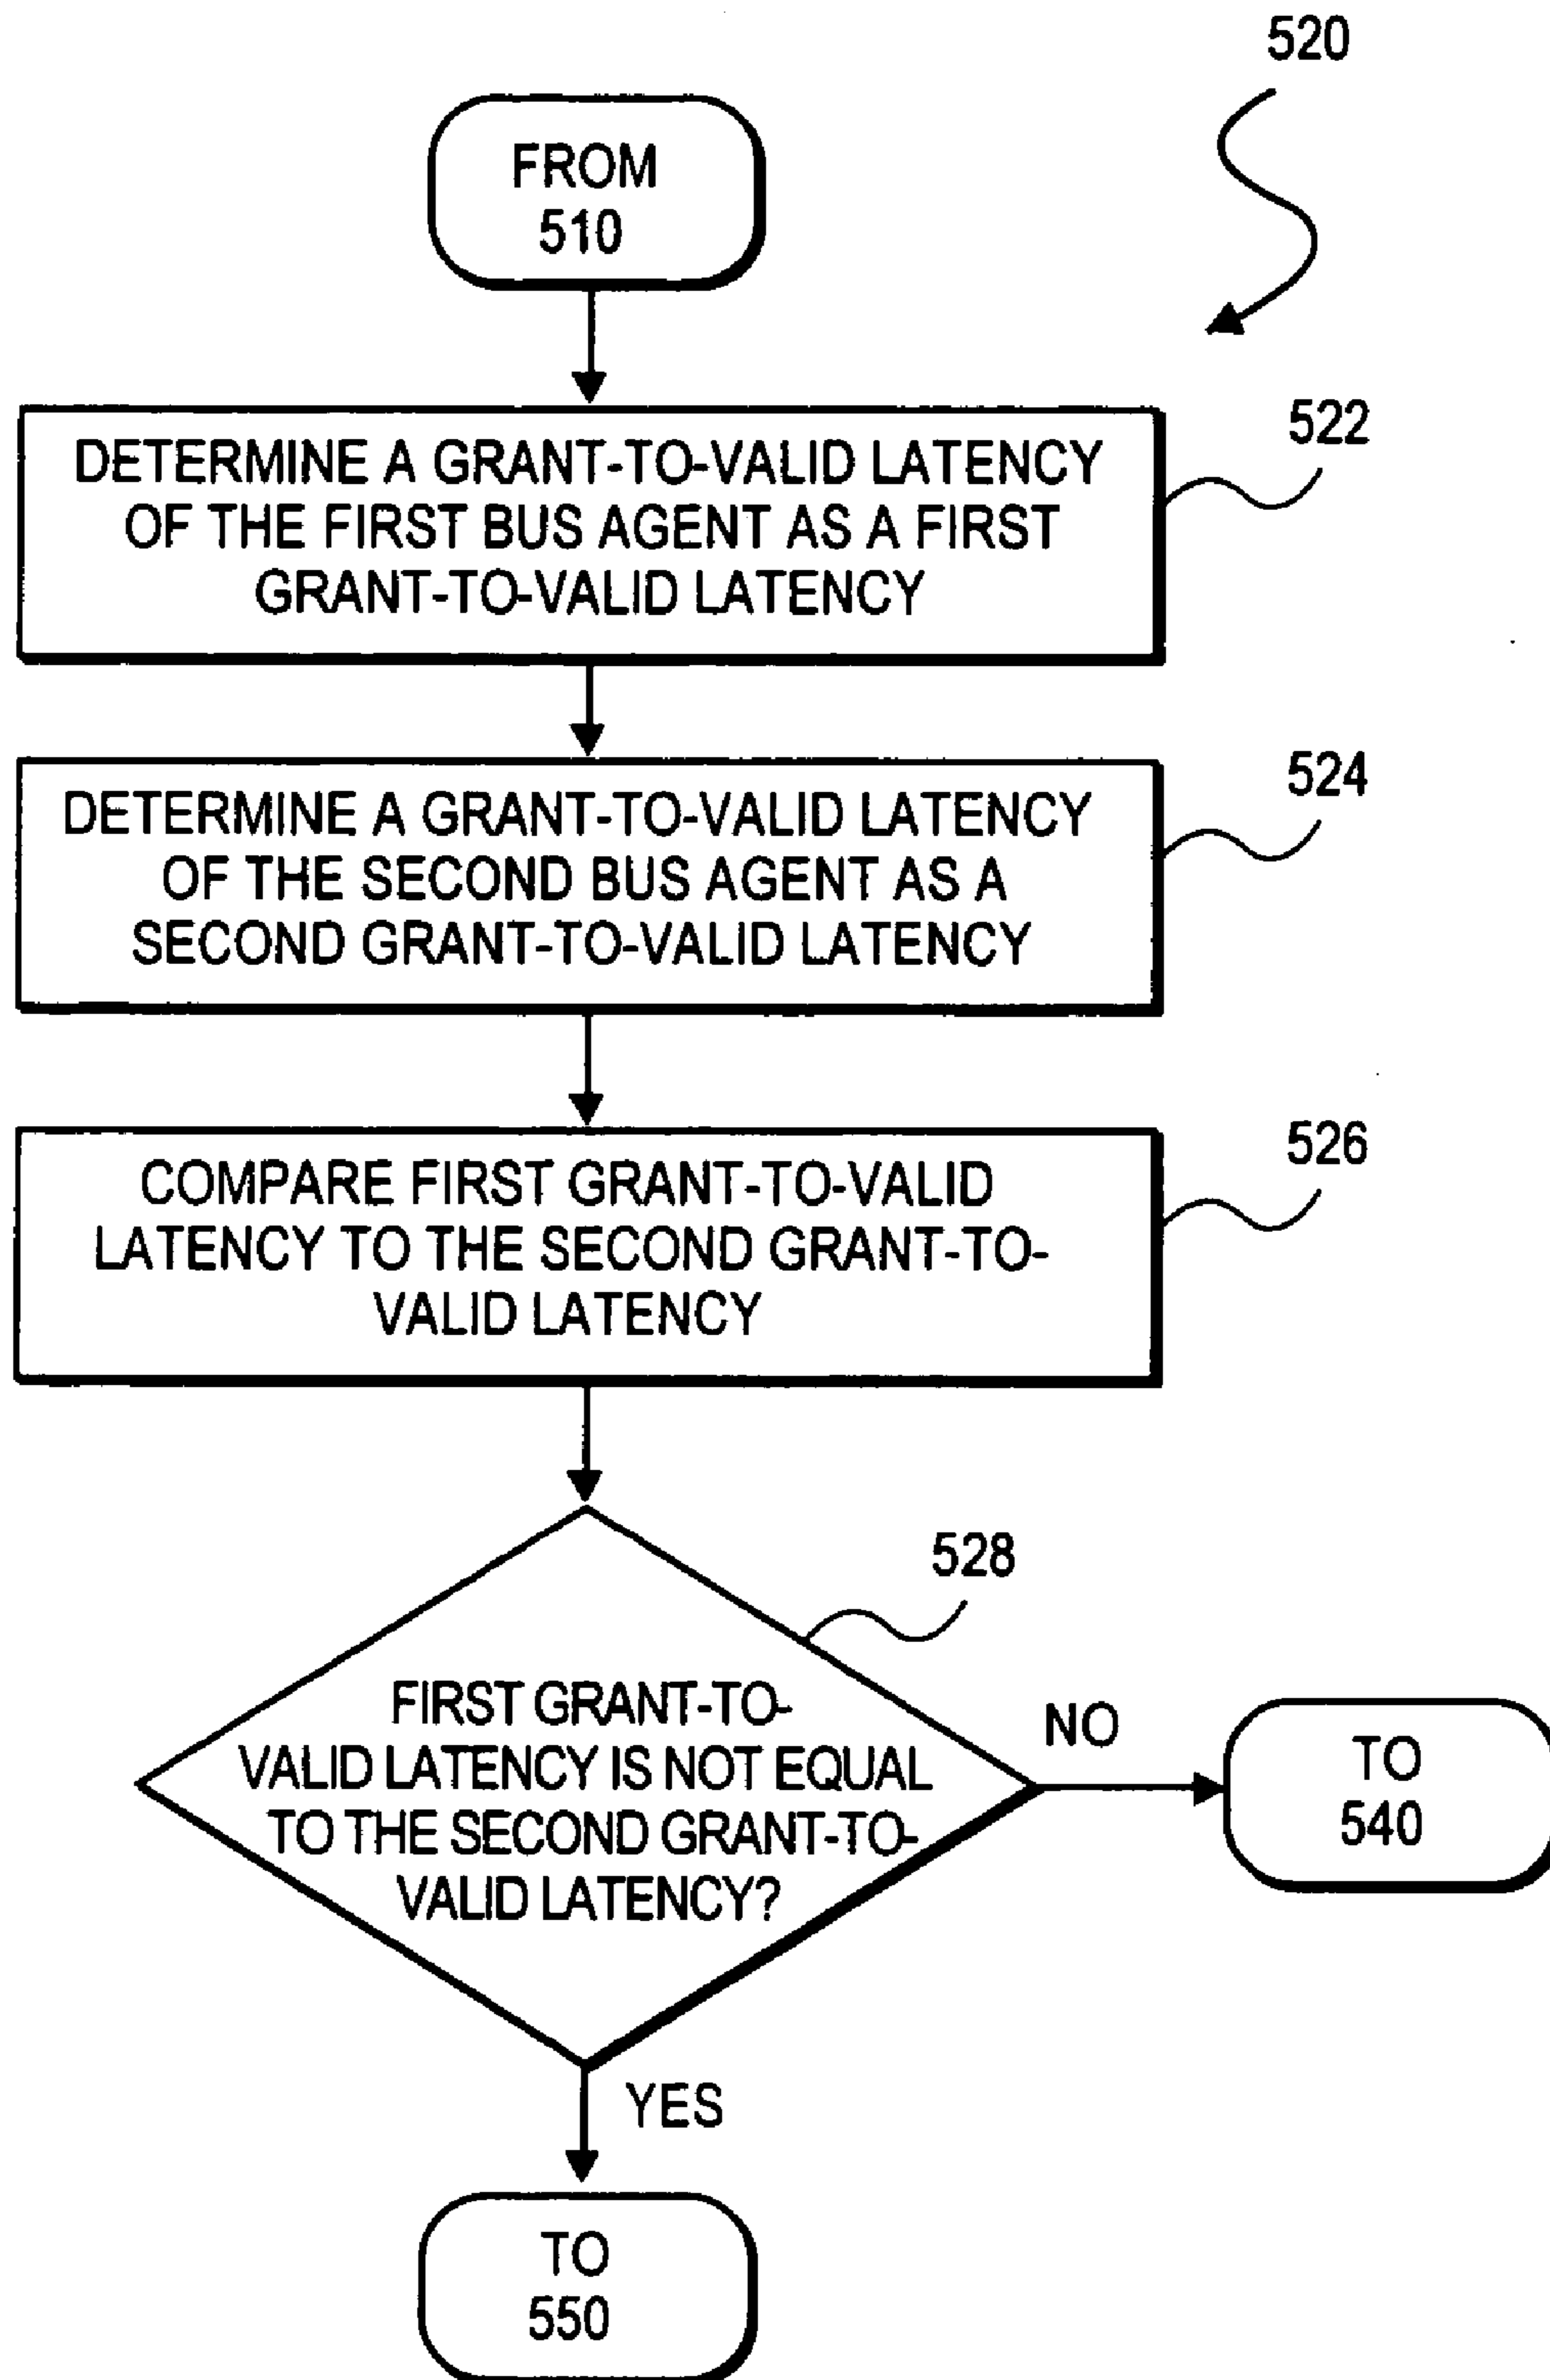 520
FROM
510
522
DETERMINE A GRANT-TO-VALID LATENCY
OF THE FIRST BUS AGENT AS A FIRST
GRANT-TO-VALID LATENCY
524
DETERMINE A GRANT-TO-VALID LATENCY
OF THE SECOND BUS AGENT AS A
SECOND GRANT-TO-VALID LATENCY
526
COMPARE FIRST GRANT-TO-VALID
LATENCY TO THE SECOND GRANT-TO-
VALID LATENCY
528
FIRST GRANT-TO-
VALID LATENCY IS NOT EQUAL
TO THE SECOND GRANT-TO-
VALID LATENCY?
NO
TO
540
YES
TO
550